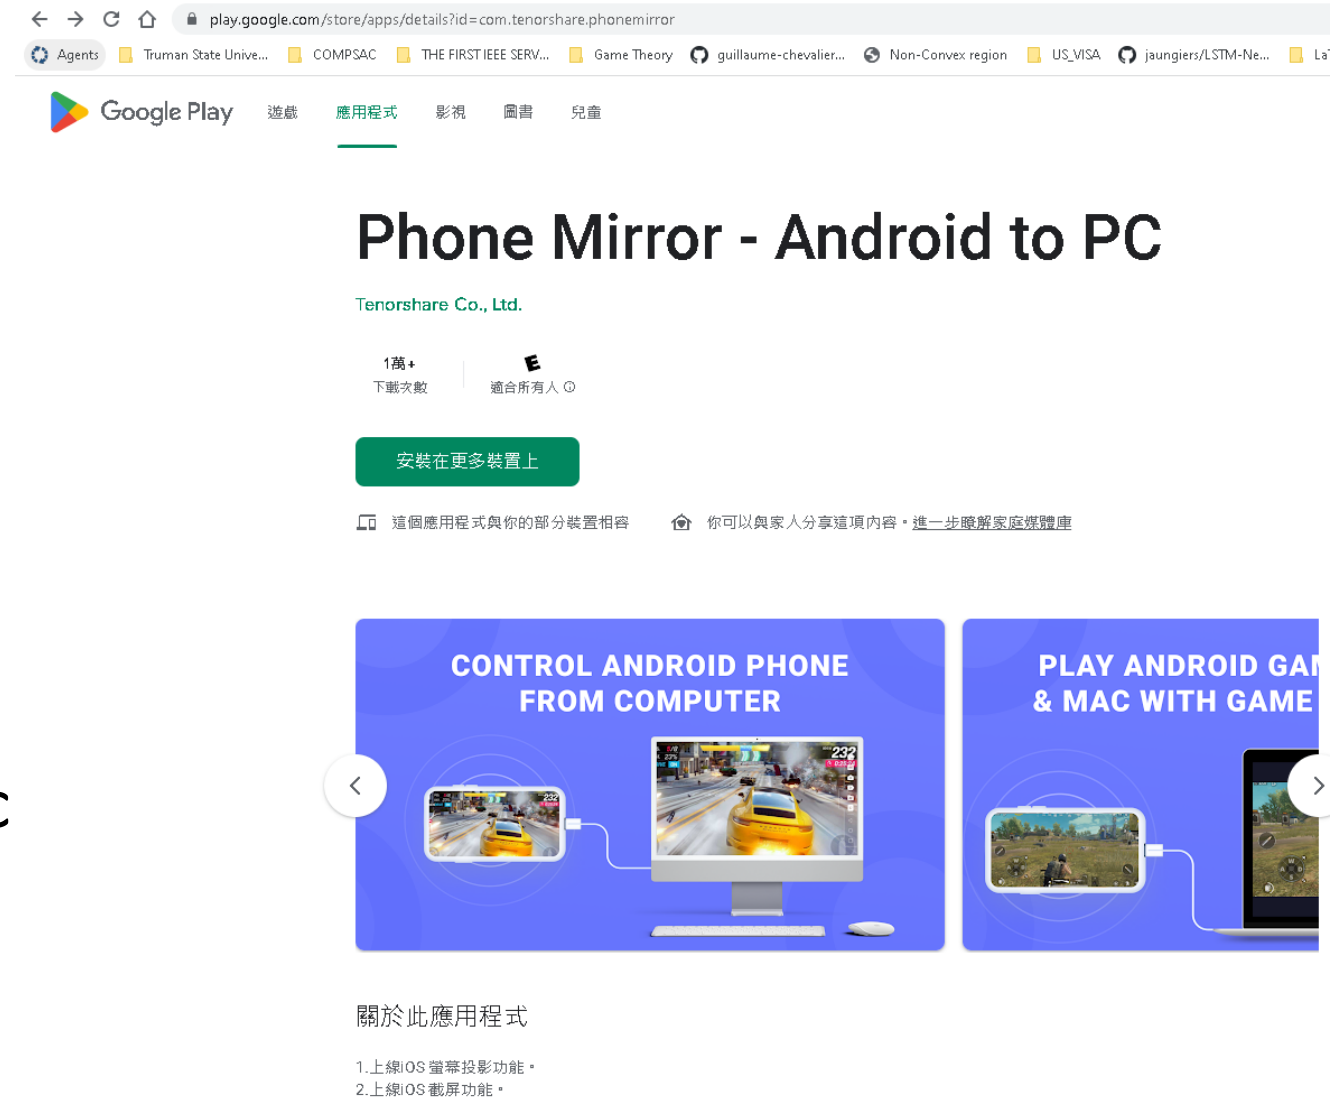 play.google.com/store/apps/details?id=com.tenorshare.phonemirror
Agents Truman State Unive... COMPSAC THE FIRST IEEE SERV... Game Theory guillaume-chevalier... Non-Convex region US_VISA jaungiers/LSTM-Ne... LaT
Google Play 遊戲 應用程式 影視 圖書 兒童
Phone Mirror - Android to PC
Tenorshare Co., Ltd.
1萬+
下載次數 適合所有人
安裝在更多裝置上
這個應用程式與你的部分裝置相容 你可以與家人分享這項內容。進一步瞭解家庭媒體庫
CONTROL ANDROID PHONE
FROM COMPUTER
PLAY ANDROID GAM
& MAC WITH GAME
232
232
c
關於此應用程式
1.上線iOS 螢幕投影功能。
2.上線iOS 截屏功能。